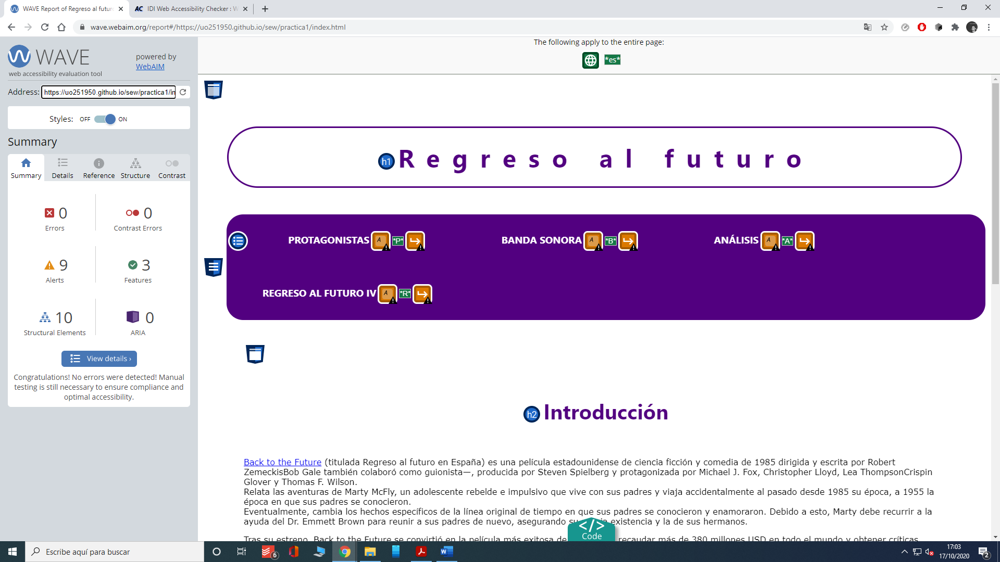 WAVE Report of Regreso al futuro
IDI Web Accessibility Checker : W
wave.webaim.org/report#/https://uo251950.github.io/sew/practica1/index.html
WAVE
web accessibility evaluation tool
powered by
WebAIM
Address: https://uo251950.github.io/sew/practica1/in
Styles: OFF ON
Summary
Summary Details Reference Structure Contrast
0 0
Errors Contrast Errors
9 3
Alerts Features
10 0
Structural Elements ARIA
View details ›
Congratulations! No errors were detected! Manual
testing is still necessary to ensure compliance and
optimal accessibility.
The following apply to the entire page:
*es*
h1 Regreso al futuro
PROTAGONISTAS A *P* BANDA SONORA A *B* ANÁLISIS A *A*
REGRESO AL FUTURO IV A *R*
h2 Introducción
Back to the Future (titulada Regreso al futuro en España) es una película estadounidense de ciencia ficción y comedia de 1985 dirigida y escrita por Robert
ZemeckisBob Gale también colaboró como guionista—, producida por Steven Spielberg y protagonizada por Michael J. Fox, Christopher Lloyd, Lea ThompsonCrispin
Glover y Thomas F. Wilson.
Relata las aventuras de Marty McFly, un adolescente rebelde e impulsivo que vive con sus padres y viaja accidentalmente al pasado desde 1985 su época, a 1955 la
época en que sus padres se conocieron.
Eventualmente, cambia los hechos específicos de la línea original de tiempo en que sus padres se conocieron y enamoraron. Debido a esto, Marty debe recurrir a la
ayuda del Dr. Emmett Brown para reunir a sus padres de nuevo, asegurando existencia y la de sus hermanos.
Tras su estreno, Back to the Future se convirtió en la película más exitosa de recaudar más de 380 millones USD en todo el mundo y obtener críticas
</> Code
AC
Escribe aquí para buscar
6
17:03
17/10/2020
2